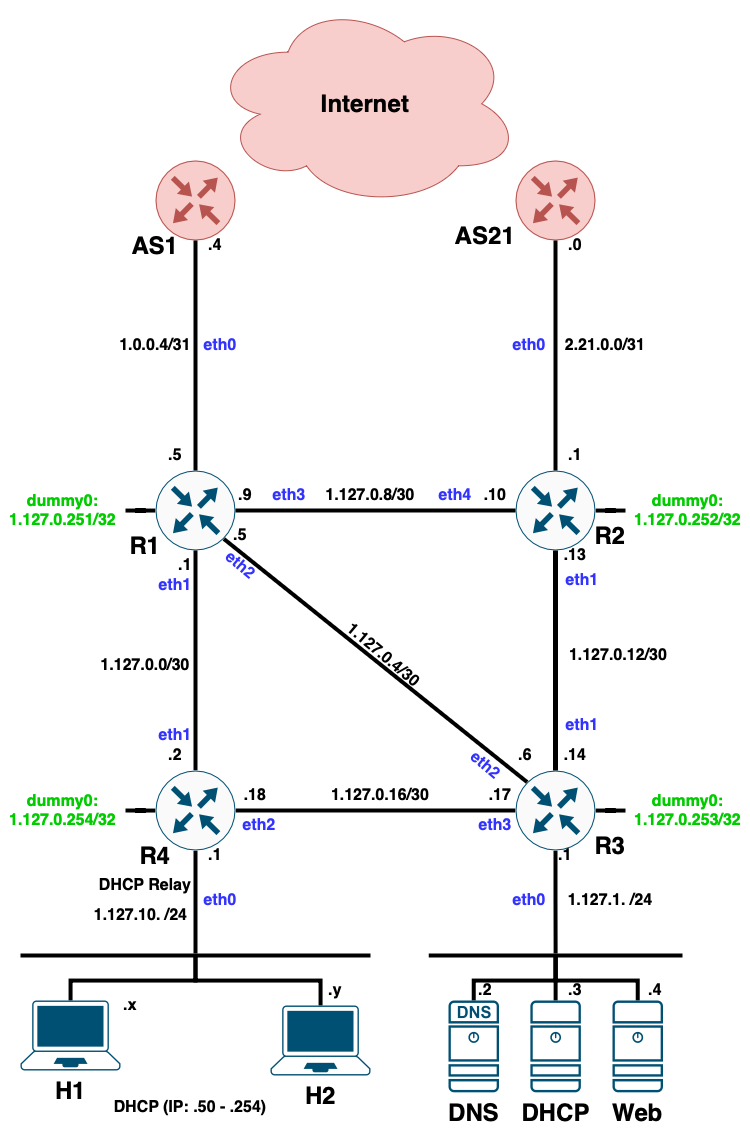 Internet
AS1
.4
AS21
.0
1.0.0.4/31
eth0
eth0
2.21.0.0/31
.5
.1
dummy0:
1.127.0.251/32
.9
eth3
1.127.0.8/30
eth4
.10
dummy0:
1.127.0.252/32
R1
.5
R2
.1
eth2
.13
eth1
eth1
1.127.0.4/30
1.127.0.0/30
1.127.0.12/30
eth1
eth1
.2
eth2
.6
.14
dummy0:
1.127.0.254/32
.18
1.127.0.16/30
.17
dummy0:
1.127.0.253/32
eth2
eth3
R4
.1
.1
R3
DHCP Relay
eth0
eth0
1.127.1. /24
1.127.10. /24
.x
.y
.2
.3
.4
DNS
H1
H2
DHCP (IP: .50 - .254)
DNS
DHCP
Web